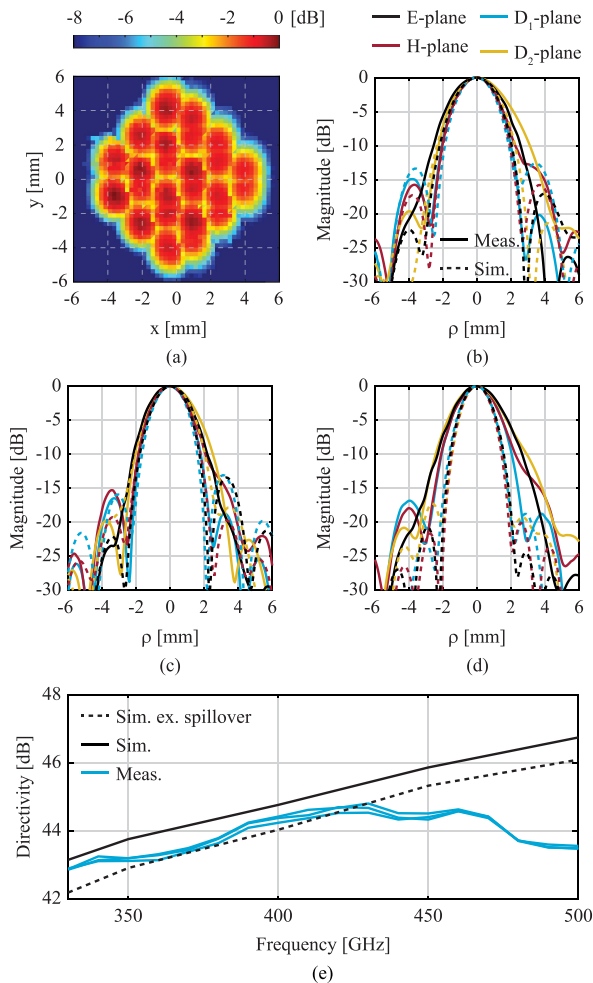 -8 -6 -4 -2 0 [dB]
E-plane
H-plane
D1-plane
D2-plane
6
4
2
0
-2
-4
-6
y [mm]
-6 -4 -2 0 2 4 6
x [mm]
(a)
0
-5
-10
-15
-20
-25
-30
Magnitude [dB]
Meas.
Sim.
-6 -4 -2 0 2 4 6
ρ [mm]
(b)
0
-5
-10
-15
-20
-25
-30
Magnitude [dB]
-6 -4 -2 0 2 4 6
ρ [mm]
(c)
0
-5
-10
-15
-20
-25
-30
Magnitude [dB]
-6 -4 -2 0 2 4 6
ρ [mm]
(d)
48
46
44
42
Directivity [dB]
Sim. ex. spillover
Sim.
Meas.
350 400 450 500
Frequency [GHz]
(e)